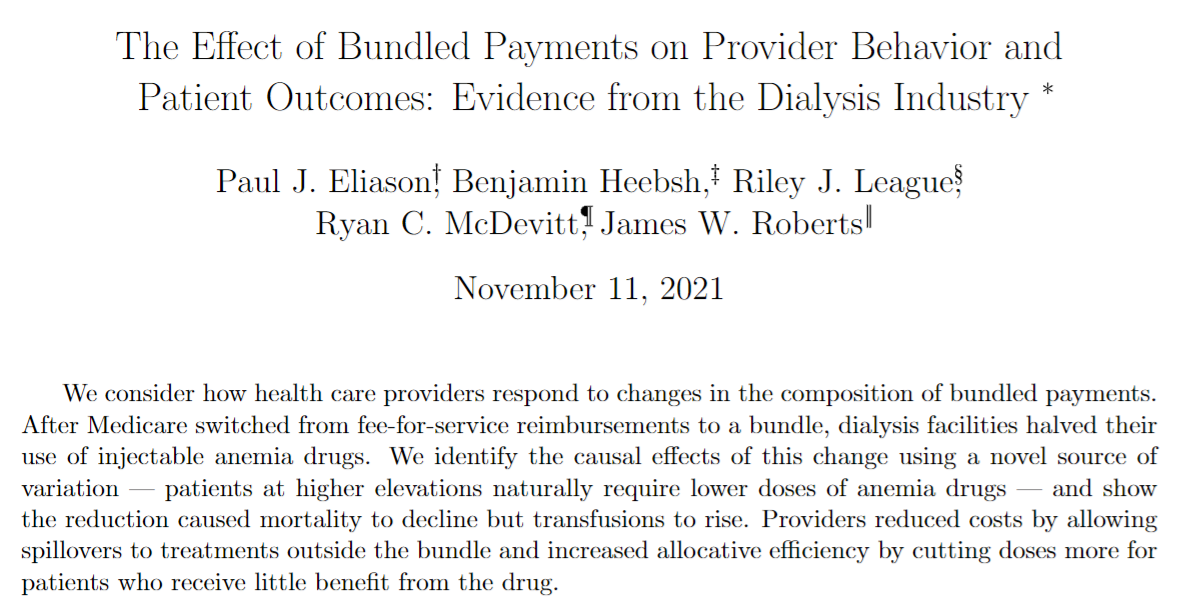 The Effect of Bundled Payments on Provider Behavior and
Patient Outcomes: Evidence from the Dialysis Industry *
Paul J. Eliason,† Benjamin Heebsh,‡ Riley J. League,§
Ryan C. McDevitt,¶ James W. Roberts‖
November 11, 2021
We consider how health care providers respond to changes in the composition of bundled payments.
After Medicare switched from fee-for-service reimbursements to a bundle, dialysis facilities halved their
use of injectable anemia drugs. We identify the causal effects of this change using a novel source of
variation — patients at higher elevations naturally require lower doses of anemia drugs — and show
the reduction caused mortality to decline but transfusions to rise. Providers reduced costs by allowing
spillovers to treatments outside the bundle and increased allocative efficiency by cutting doses more for
patients who receive little benefit from the drug.